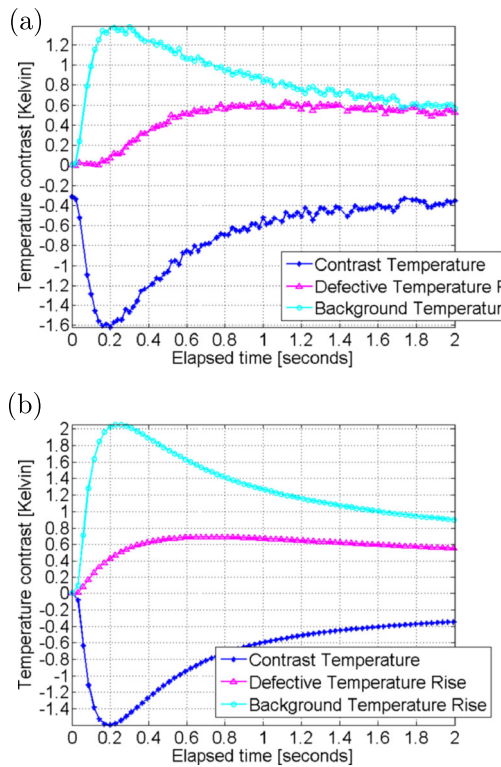 (a)
Temperature contrast [Kelvin]
1.2
1
0.8
0.6
0.4
0.2
0
-0.2
-0.4
-0.6
-0.8
-1
-1.2
-1.4
-1.6
Contrast Temperature
Defective Temperature
Background Temperature
0 0.2 0.4 0.6 0.8 1 1.2 1.4 1.6 1.8 2
Elapsed time [seconds]
(b)
Temperature contrast [Kelvin]
2
1.8
1.6
1.4
1.2
1
0.8
0.6
0.4
0.2
0
-0.2
-0.4
-0.6
-0.8
-1
-1.2
-1.4
Contrast Temperature
Defective Temperature Rise
Background Temperature Rise
0 0.2 0.4 0.6 0.8 1 1.2 1.4 1.6 1.8 2
Elapsed time [seconds]